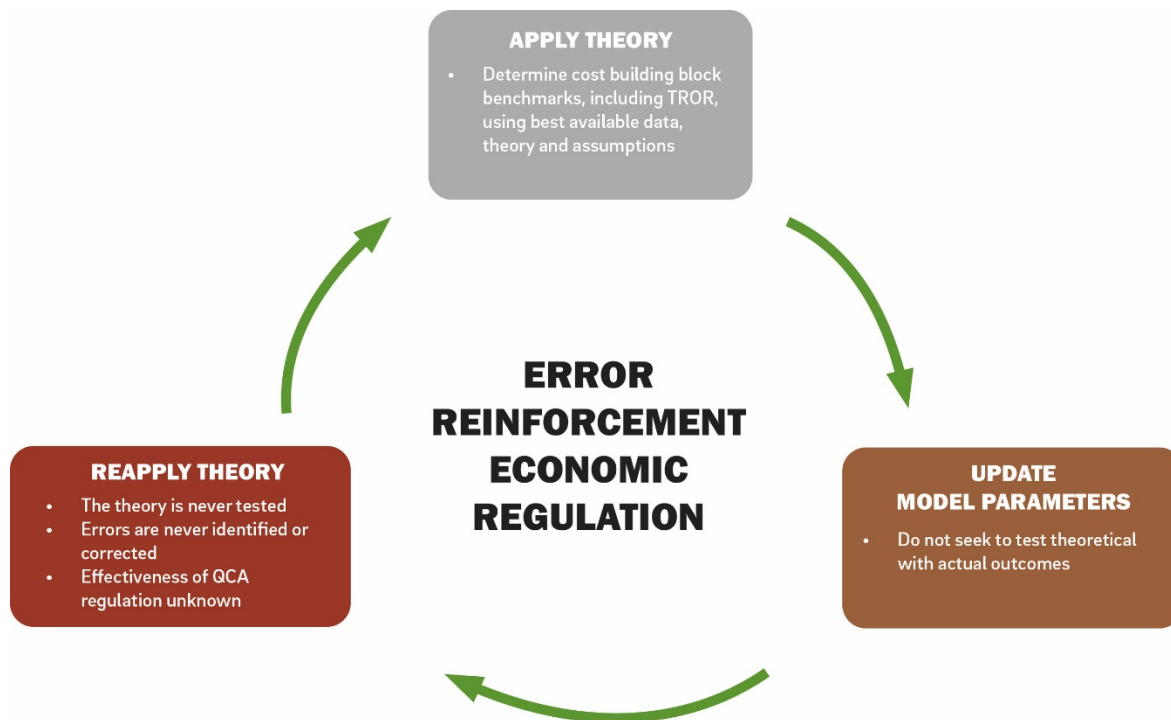 APPLY THEORY
• Determine cost building block
benchmarks, including TROR,
using best available data,
theory and assumptions
ERROR
REINFORCEMENT
ECONOMIC
REGULATION
REAPPLY THEORY
• The theory is never tested
• Errors are never identified or
corrected
• Effectiveness of QCA
regulation unknown
UPDATE
MODEL PARAMETERS
• Do not seek to test theoretical
with actual outcomes